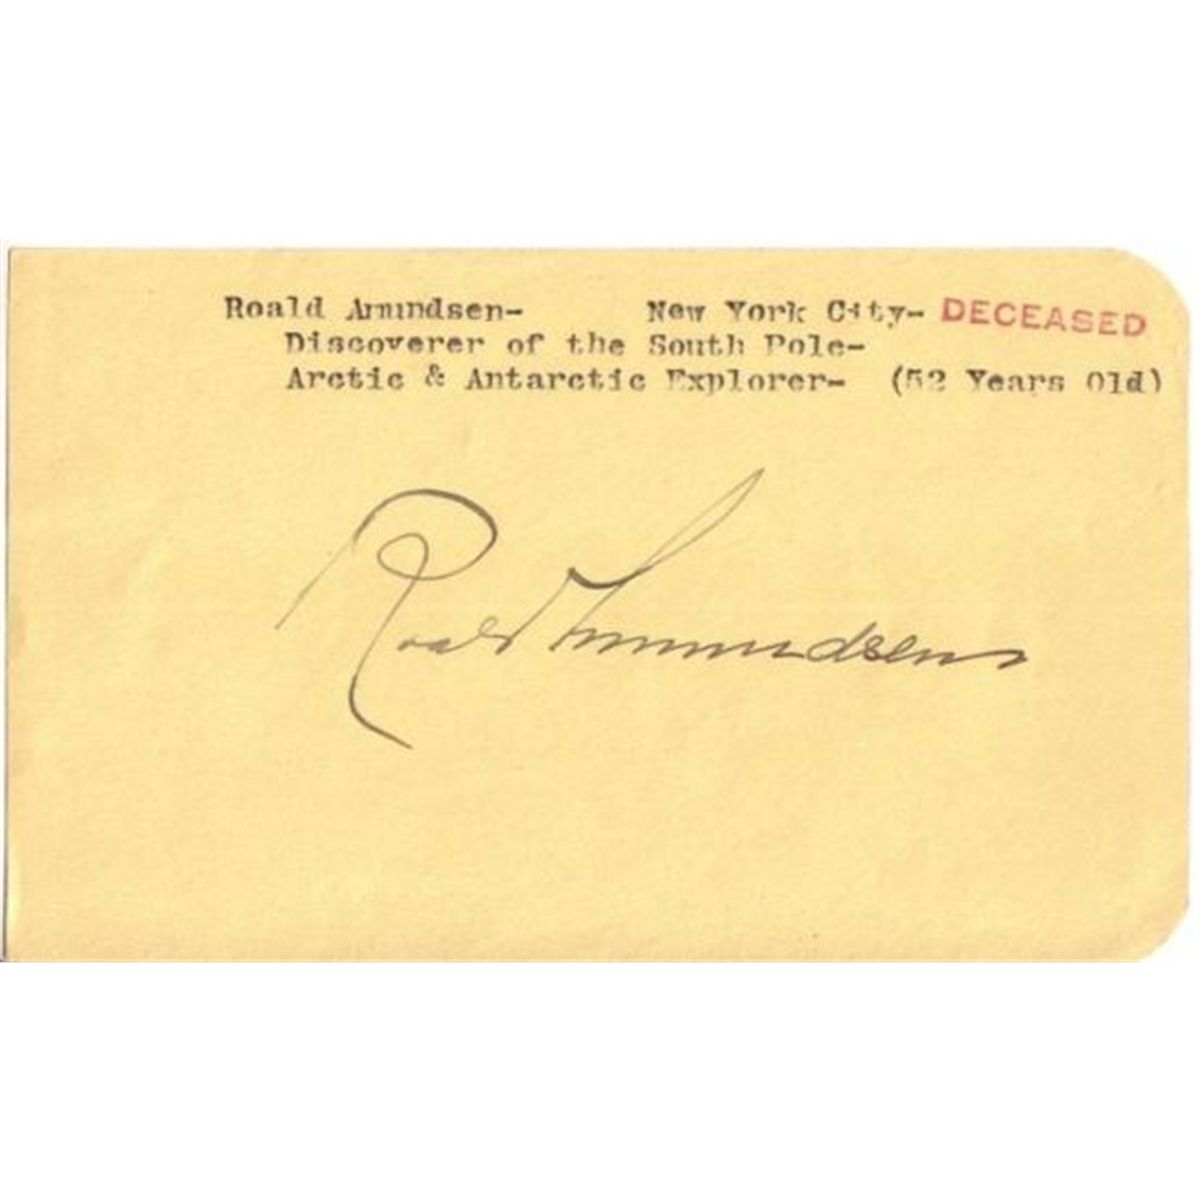 Roald Amundsen- New York City- DECEASED
Discoverer of the South Pole-
Arctic & Antarctic Explorer- (52 Years Old)
Roald Amundsen